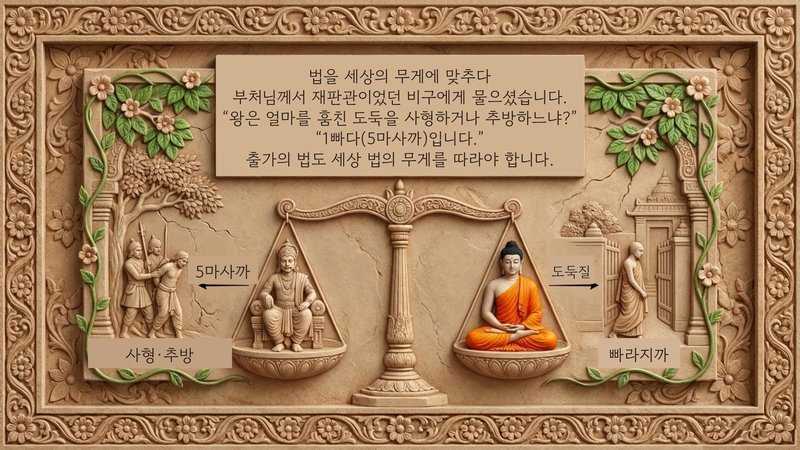 법을 세상의 무게에 맞추다
부처님께서 재판관이었던 비구에게 물으셨습니다.
“왕은 얼마를 훔친 도둑을 사형하거나 추방하느냐?”
“1빠다(5마사까)입니다.”
출가의 법도 세상 법의 무게를 따라야 합니다.
5마사까
도둑질
사형·추방
빠라지까